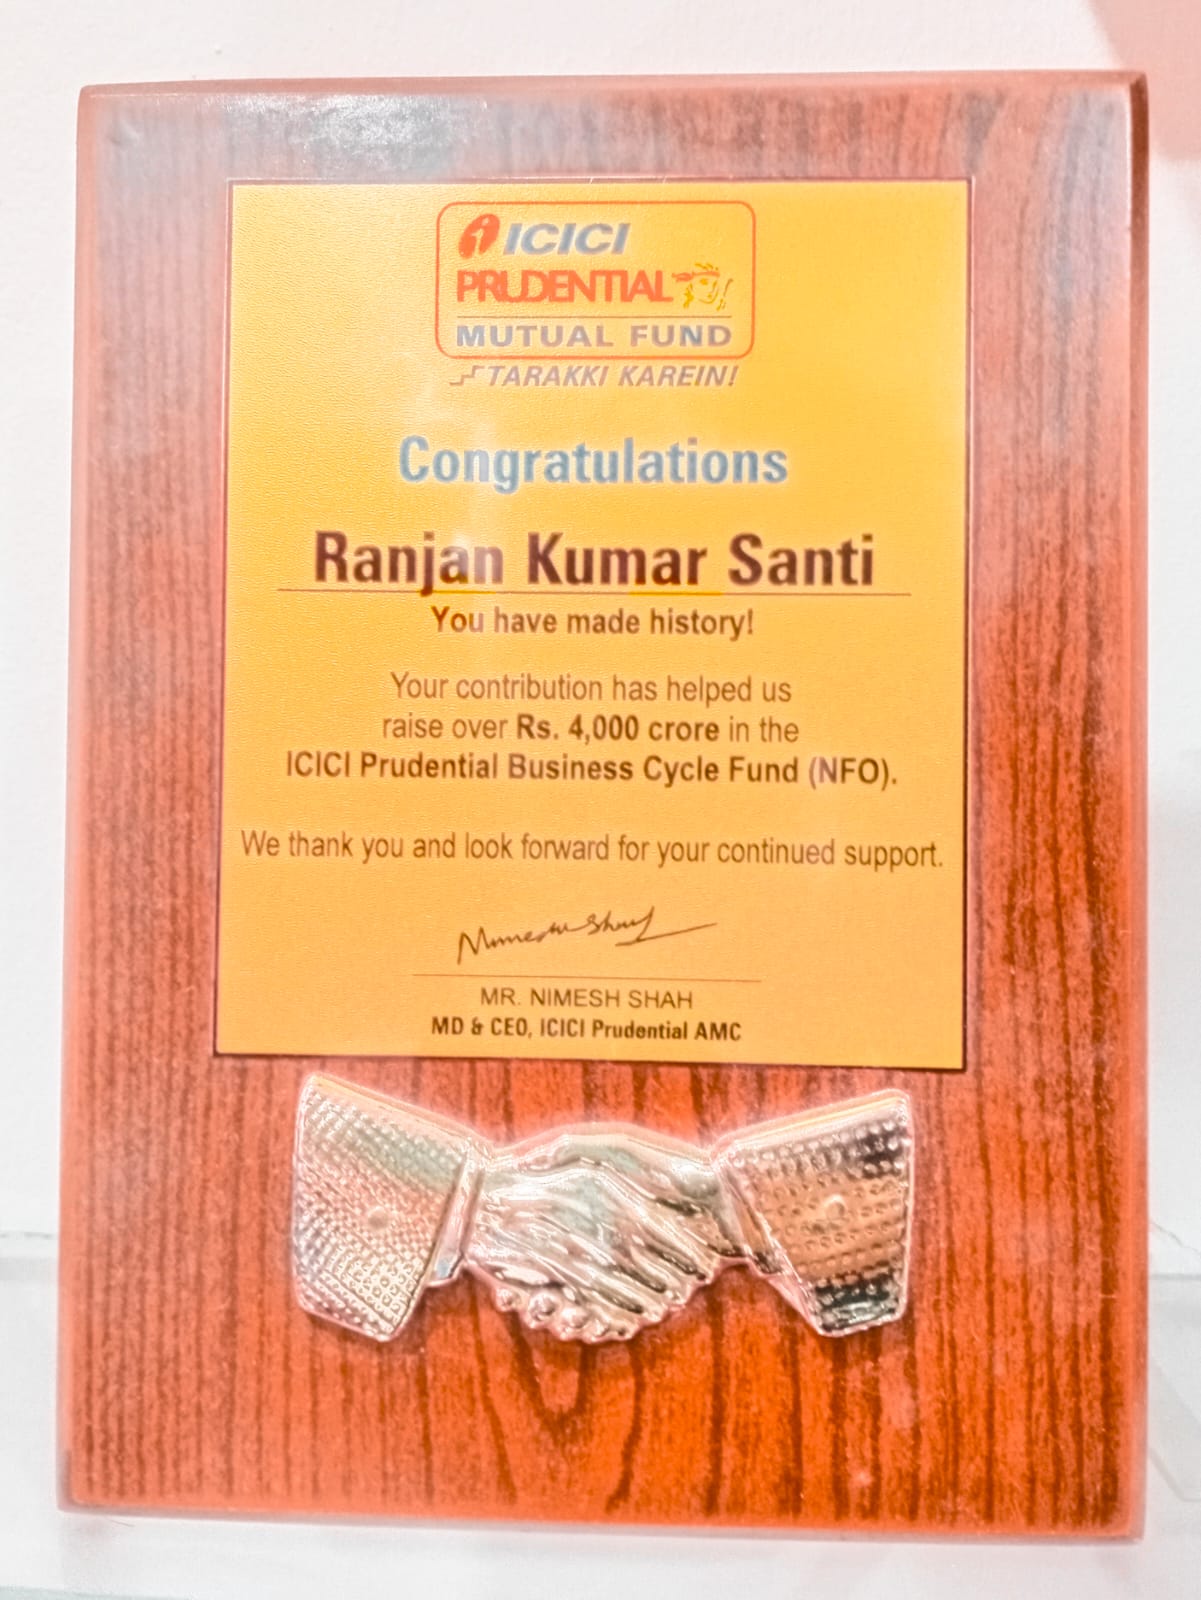 ICICI
PRUDENTIAL
MUTUAL FUND
TARAKKI KAREIN!
Congratulations
Ranjan Kumar Santi
You have made history!
Your contribution has helped us
raise over Rs. 4,000 crore in the
ICICI Prudential Business Cycle Fund (NFO).
We thank you and look forward for your continued support.
Nimesh Shah
MR. NIMESH SHAH
MD & CEO, ICICI Prudential AMC